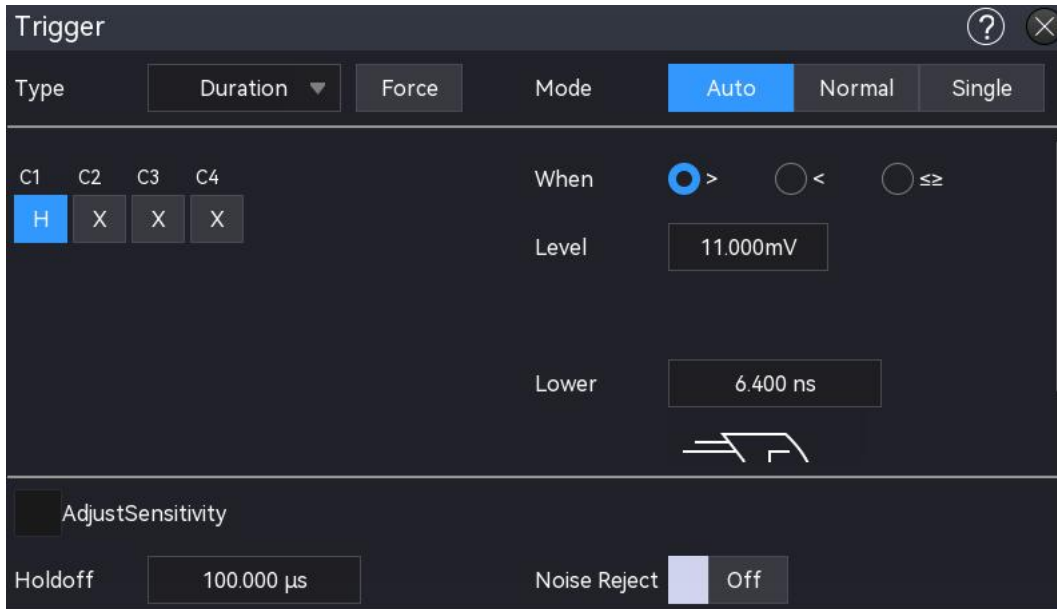 Trigger ?
Type Duration Force Mode Auto Normal Single
C1 C2 C3 C4
H X X X
When > < ≤≥
Level 11.000mV
Lower 6.400 ns
AdjustSensitivity
Holdoff 100.000 μs Noise Reject Off